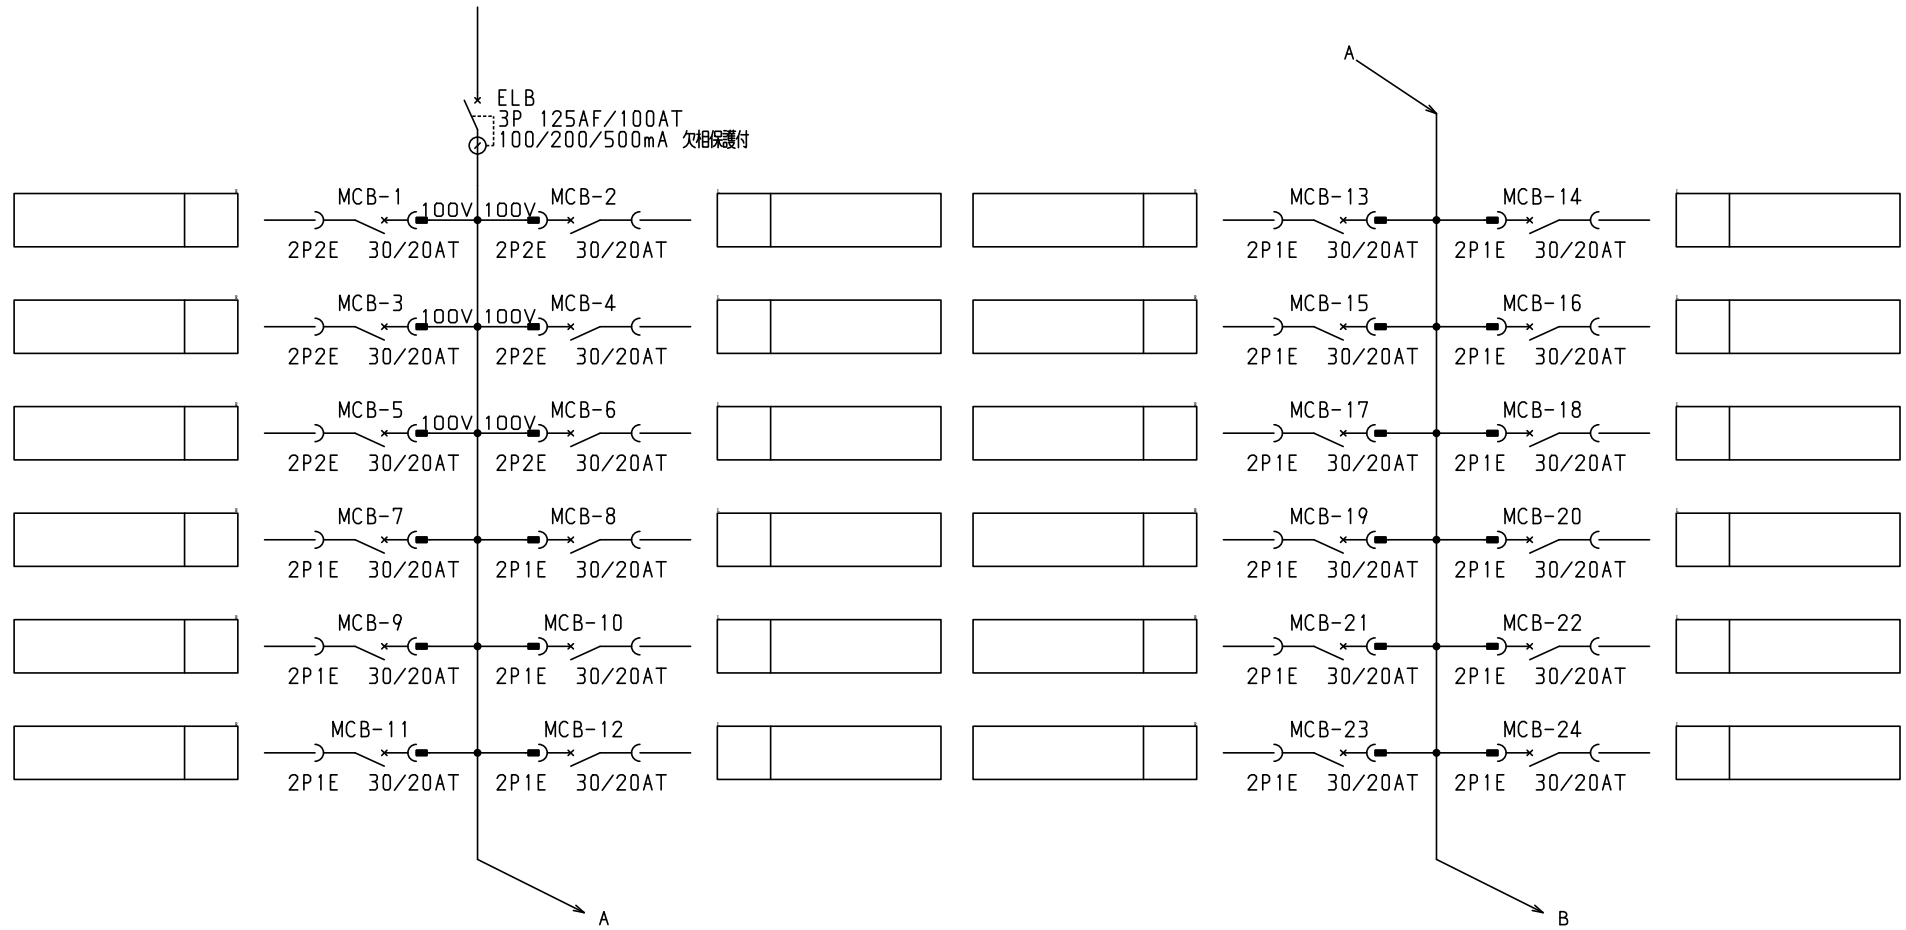 ELB
3P 125AF/100AT
100/200/500mA 欠相保護付
MCB-1 100V 100V MCB-2
2P2E 30/20AT 2P2E 30/20AT
MCB-3 100V 100V MCB-4
2P2E 30/20AT 2P2E 30/20AT
MCB-5 100V 100V MCB-6
2P2E 30/20AT 2P2E 30/20AT
MCB-7 MCB-8
2P1E 30/20AT 2P1E 30/20AT
MCB-9 MCB-10
2P1E 30/20AT 2P1E 30/20AT
MCB-11 MCB-12
2P1E 30/20AT 2P1E 30/20AT
A
A
MCB-13 MCB-14
2P1E 30/20AT 2P1E 30/20AT
MCB-15 MCB-16
2P1E 30/20AT 2P1E 30/20AT
MCB-17 MCB-18
2P1E 30/20AT 2P1E 30/20AT
MCB-19 MCB-20
2P1E 30/20AT 2P1E 30/20AT
MCB-21 MCB-22
2P1E 30/20AT 2P1E 30/20AT
MCB-23 MCB-24
2P1E 30/20AT 2P1E 30/20AT
B